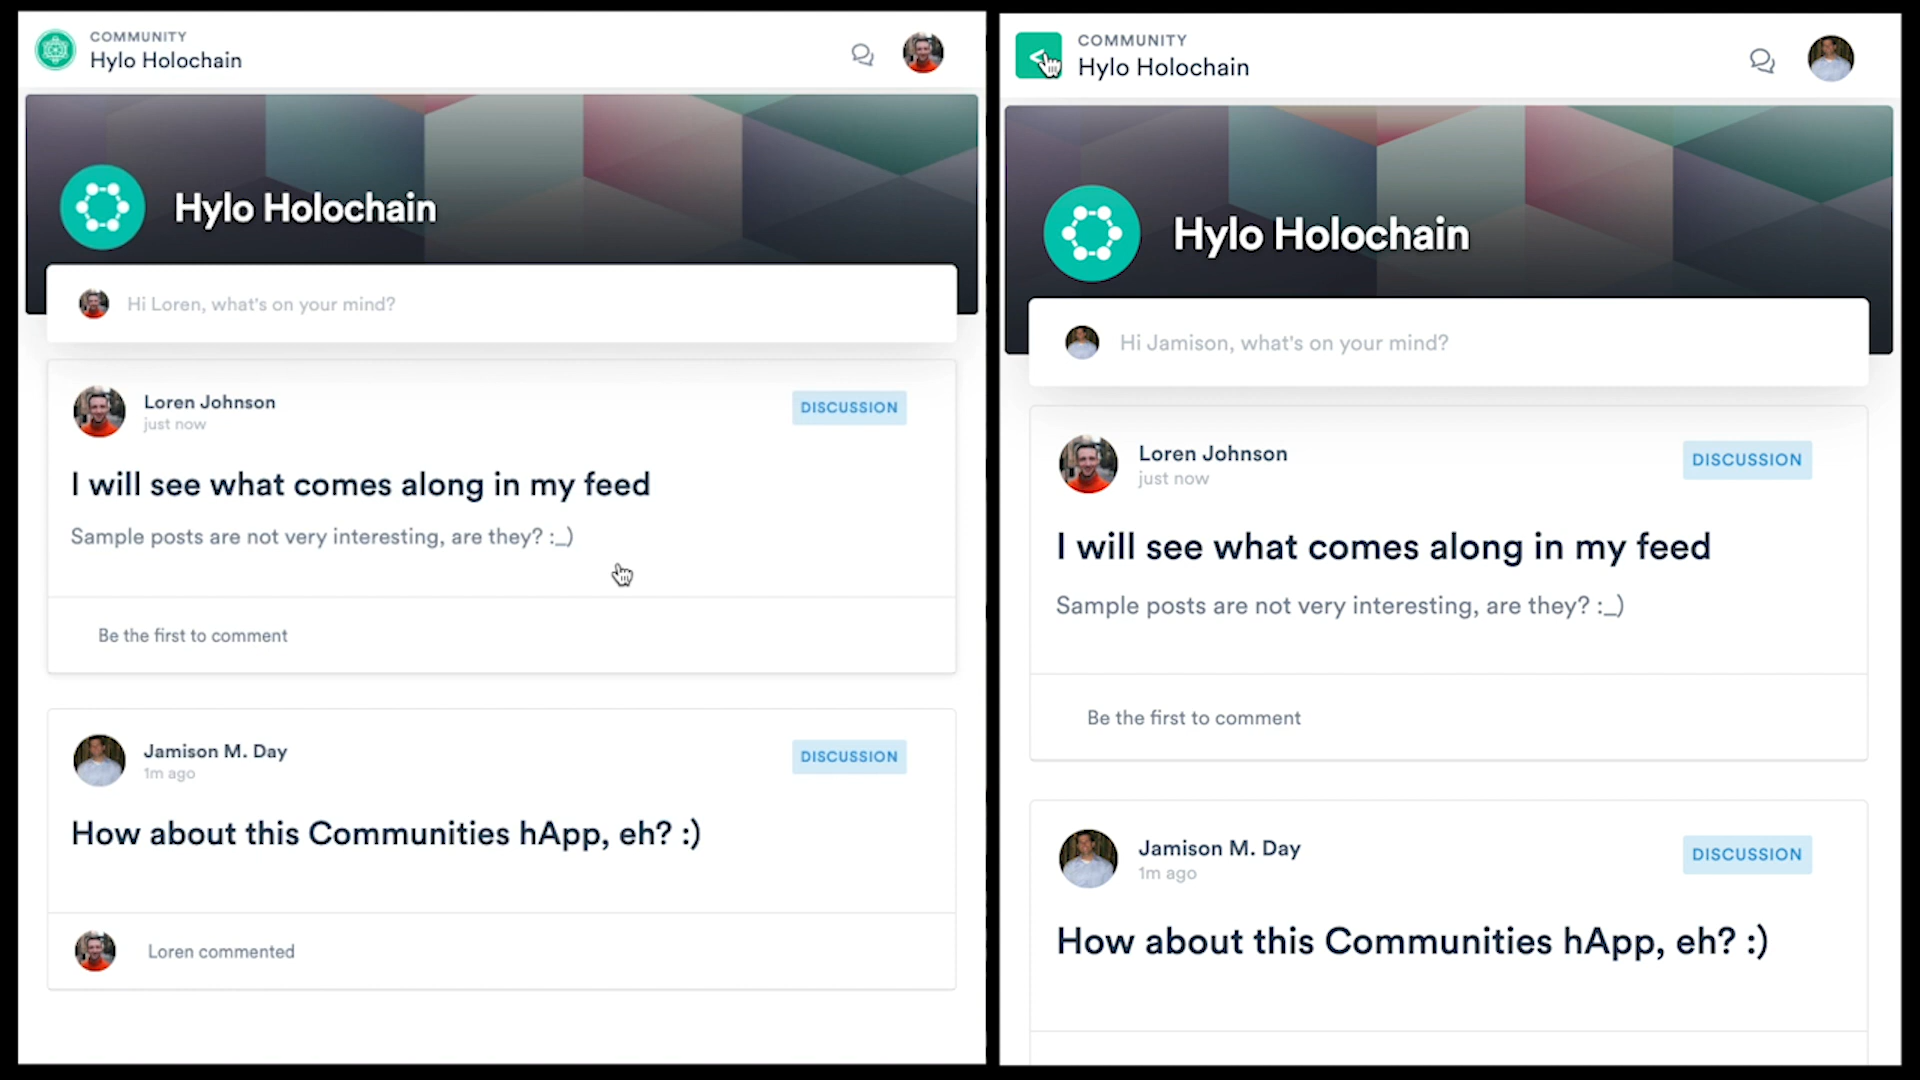 COMMUNITY
Hylo Holochain
Hylo Holochain
Hi Loren, what's on your mind?
Loren Johnson
just now
DISCUSSION
I will see what comes along in my feed
Sample posts are not very interesting, are they? :_)
Be the first to comment
Jamison M. Day
1m ago
DISCUSSION
How about this Communities hApp, eh? :)
Loren commented
COMMUNITY
Hylo Holochain
Hylo Holochain
Hi Jamison, what's on your mind?
Loren Johnson
just now
DISCUSSION
I will see what comes along in my feed
Sample posts are not very interesting, are they? :_)
Be the first to comment
Jamison M. Day
1m ago
DISCUSSION
How about this Communities hApp, eh? :)